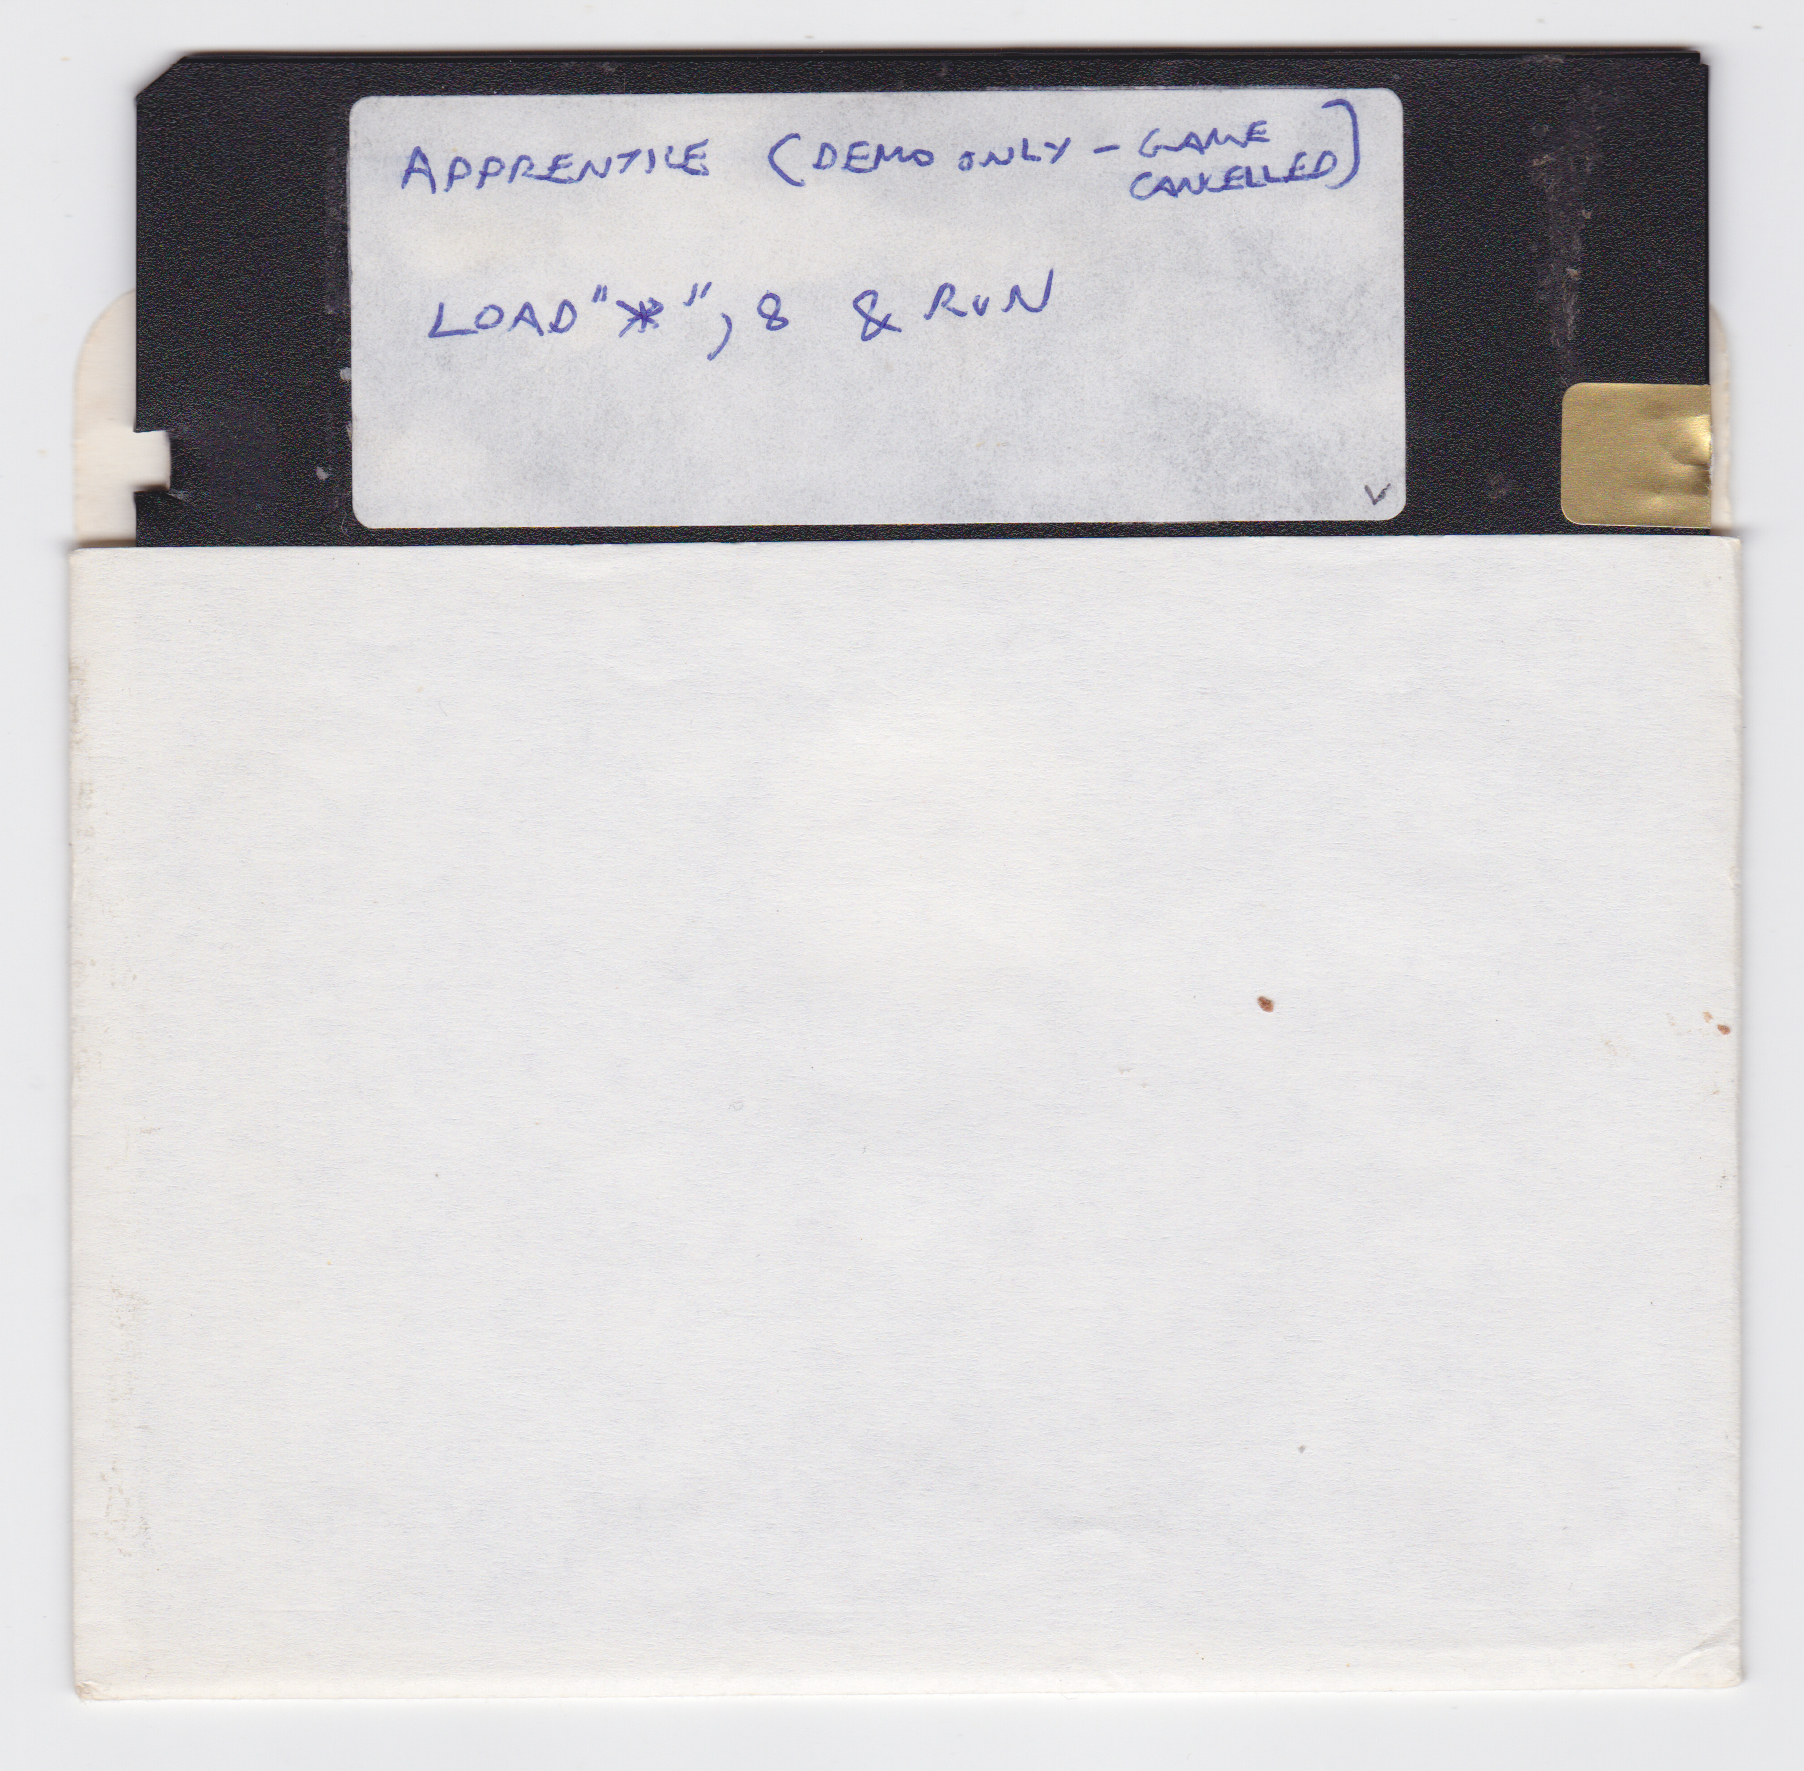 APPRENTICE (DEMO ONLY - GAME
CANCELLED)
LOAD"*",8 & RUN